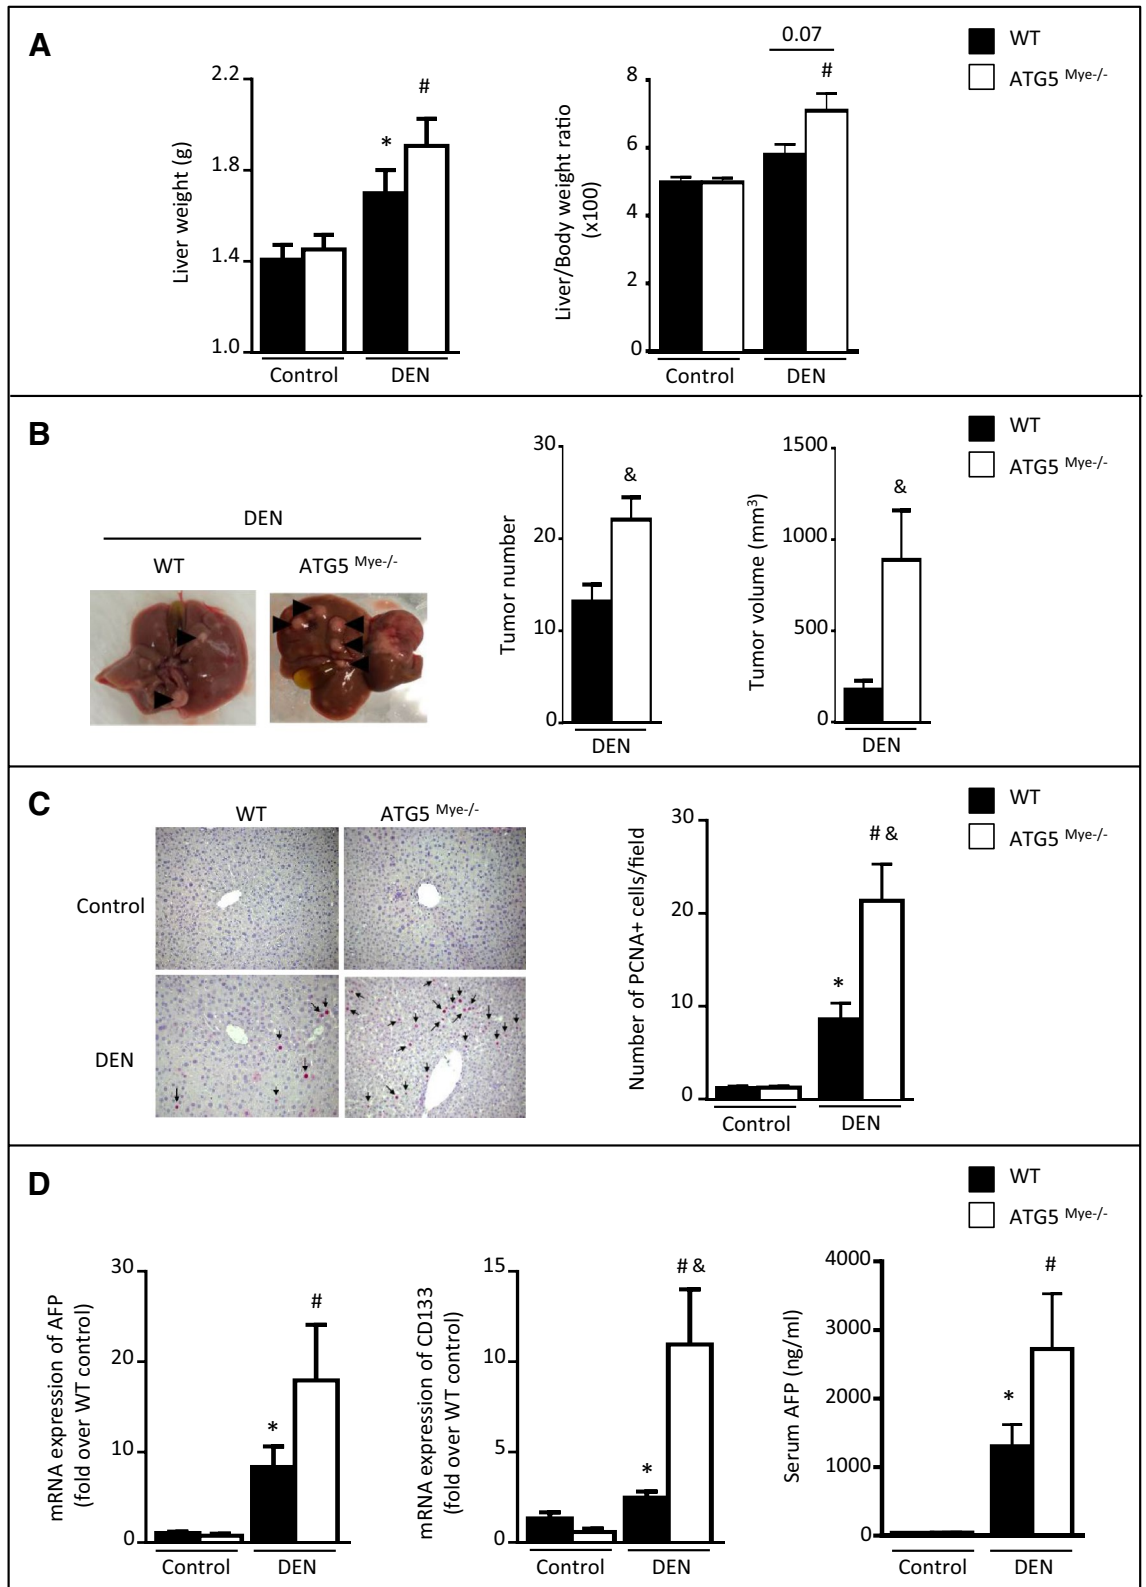 A
WT
ATG5 Mye-/-
Liver weight (g)
2.2
1.8
1.4
1.0
*
#
Control
DEN
Liver/Body weight ratio
(x100)
8
6
4
2
0
0.07
#
Control
DEN
B
WT
ATG5 Mye-/-
DEN
WT
ATG5 Mye-/-
Tumor number
30
20
10
0
&
DEN
Tumor volume (mm³)
1500
1000
500
0
&
DEN
C
WT
ATG5 Mye-/-
WT
ATG5 Mye-/-
Control
DEN
Number of PCNA+ cells/field
30
20
10
0
*
# &
Control
DEN
D
WT
ATG5 Mye-/-
mRNA expression of AFP
(fold over WT control)
30
20
10
0
*
#
Control
DEN
mRNA expression of CD133
(fold over WT control)
15
10
5
0
*
# &
Control
DEN
Serum AFP (ng/ml)
4000
3000
2000
1000
0
*
#
Control
DEN